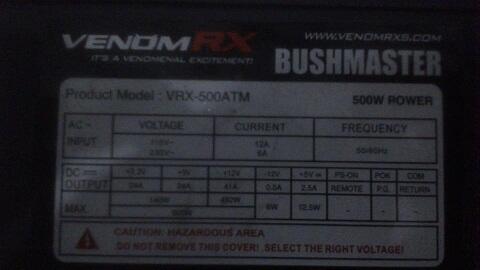 VENOMRX WWW.VENOMRXS.COM
IT'S A VENOMENAL EXCITEMENT! BUSHMASTER
Product Model : VRX-500ATM 500W POWER
AC~ INPUT VOLTAGE CURRENT FREQUENCY
115V~ 12A
230V~ 6A 50/60Hz
DC OUTPUT +3.3V +5V +12V -12V +5V PS-ON POK COM
24A 24A 41A 0.5A 2.5A REMOTE P.G. RETURN
MAX. 492W 6W 12.5W - - -
500W
CAUTION: HAZARDOUS AREA
DO NOT REMOVE THIS COVER! .SELECT THE RIGHT VOLTAGE!